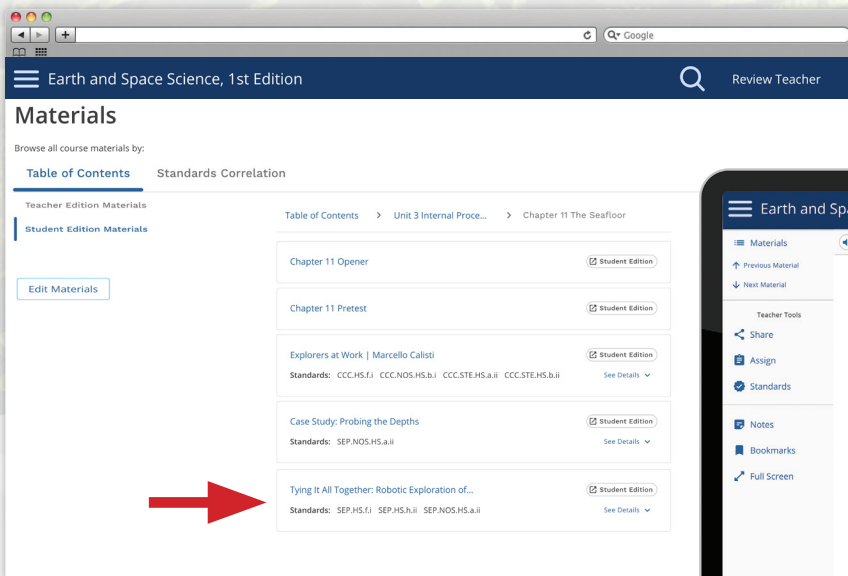 Google
Earth and Space Science, 1st Edition
Review Teacher
Materials
Browse all course materials by:
Table of Contents
Standards Correlation
Teacher Edition Materials
Student Edition Materials
Edit Materials
Table of Contents > Unit 3 Internal Proce... > Chapter 11 The Seafloor
Chapter 11 Opener
Student Edition
Chapter 11 Pretest
Student Edition
Explorers at Work | Marcello Calisti
Student Edition
Standards: CCC.HS.f.i CCC.NOS.HS.b.i CCC.STE.HS.a.ii CCC.STE.HS.b.ii
See Details
Case Study: Probing the Depths
Student Edition
Standards: SEP.NOS.HS.a.ii
See Details
Tying It All Together: Robotic Exploration of...
Student Edition
Standards: SEP.HS.f.i SEP.HS.h.ii SEP.NOS.HS.a.ii
See Details
Earth and Spa
Materials
Previous Material
Next Material
Teacher Tools
Share
Assign
Standards
Notes
Bookmarks
Full Screen